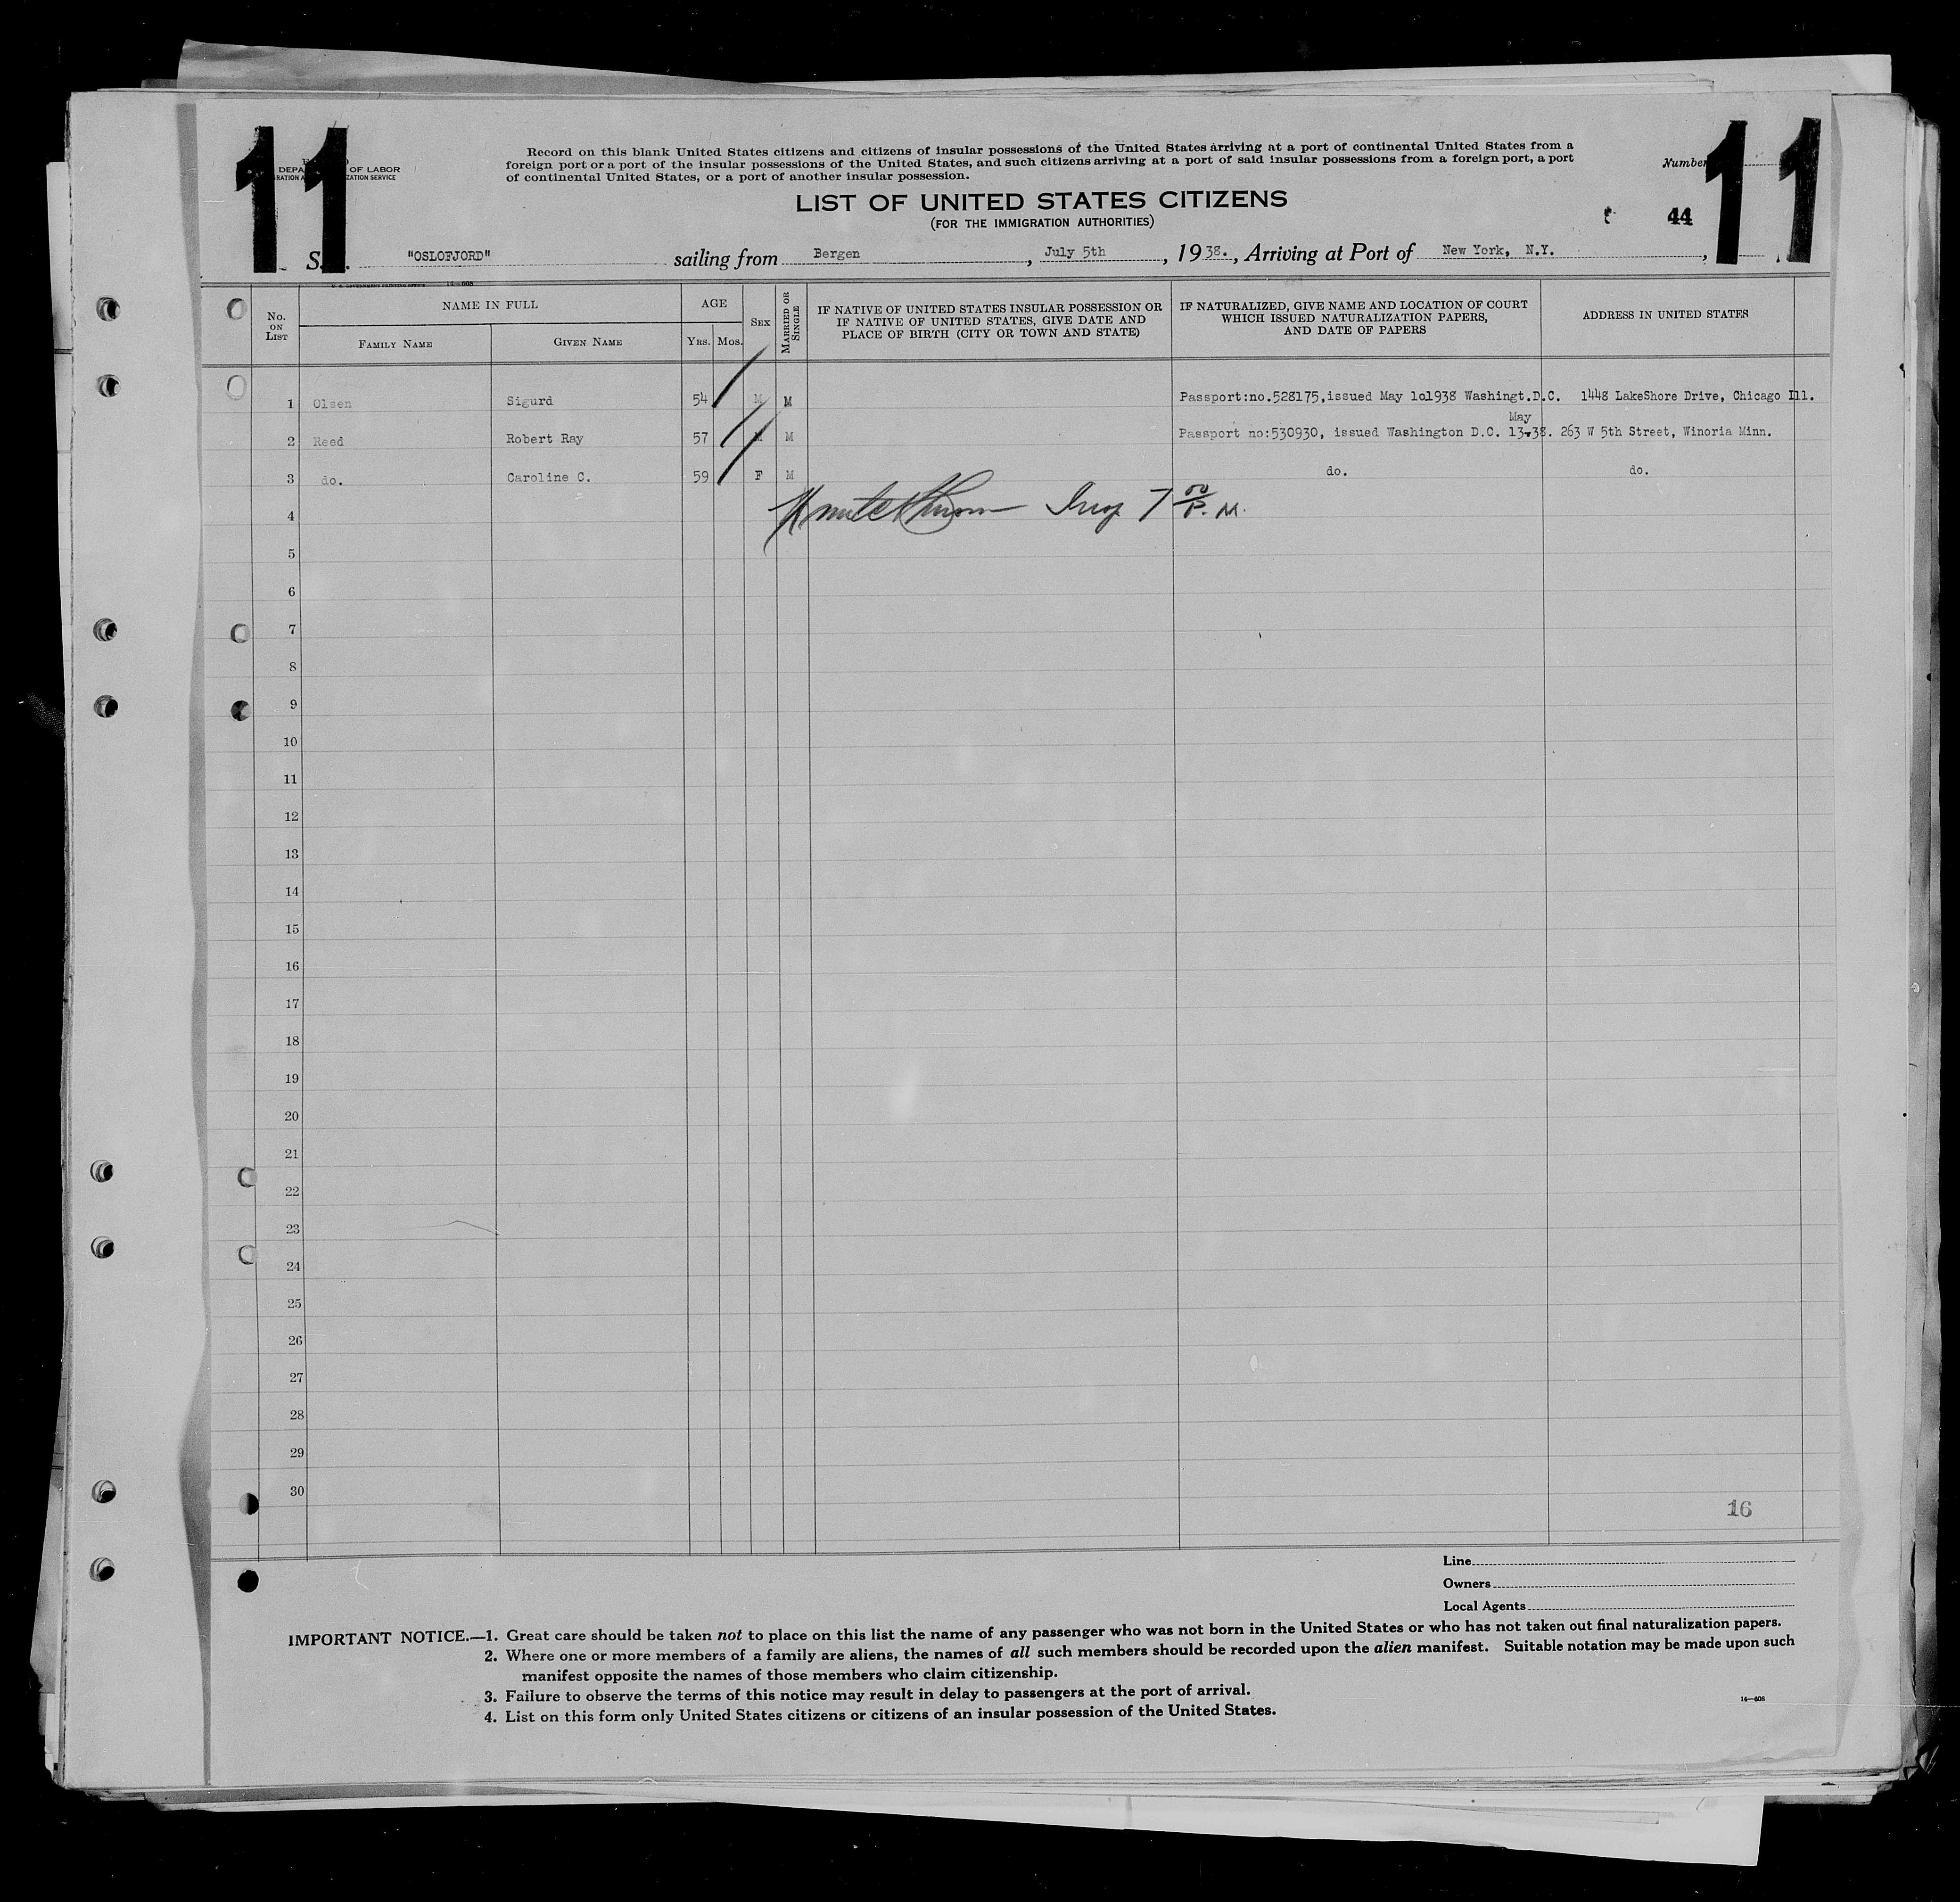 11
11
DEPA OF LABOR
ZATION SERVICE
Record on this blank United States citizens and citizens of insular possessions of the United States arriving at a port of continental United States from a
foreign port or a port of the insular possessions of the United States, and such citizens arriving at a port of said insular possessions from a foreign port, a port
of continental United States, or a port of another insular possession.
Number
LIST OF UNITED STATES CITIZENS
(FOR THE IMMIGRATION AUTHORITIES)
44
S. "OSLOFJORD" sailing from Bergen, July 5th, 1938., Arriving at Port of New York, N.Y.,
No. ON LIST
NAME IN FULL
FAMILY NAME
GIVEN NAME
AGE
YRS. MOS.
SEX
MARRIED OR SINGLE
IF NATIVE OF UNITED STATES INSULAR POSSESSION OR
IF NATIVE OF UNITED STATES, GIVE DATE AND
PLACE OF BIRTH (CITY OR TOWN AND STATE)
IF NATURALIZED, GIVE NAME AND LOCATION OF COURT
WHICH ISSUED NATURALIZATION PAPERS,
AND DATE OF PAPERS
ADDRESS IN UNITED STATES
1 Olsen Sigurd 54 M M Passport:no.528175,issued May 1o1938 Washingt.D.C. 1448 LakeShore Drive, Chicago Ill.
May
2 Reed Robert Ray 57 M M Passport no:530930, issued Washington D.C. 13-38. 263 W 5th Street, Winoria Minn.
3 do. Caroline C. 59 F M do. do.
4 7 00 P.M.
5
6
7
8
9
10
11
12
13
14
15
16
17
18
19
20
21
22
23
24
25
26
27
28
29
30
16
Line
Owners
Local Agents
IMPORTANT NOTICE.—1. Great care should be taken not to place on this list the name of any passenger who was not born in the United States or who has not taken out final naturalization papers.
2. Where one or more members of a family are aliens, the names of all such members should be recorded upon the alien manifest. Suitable notation may be made upon such
manifest opposite the names of those members who claim citizenship.
3. Failure to observe the terms of this notice may result in delay to passengers at the port of arrival.
4. List on this form only United States citizens or citizens of an insular possession of the United States.
14—608